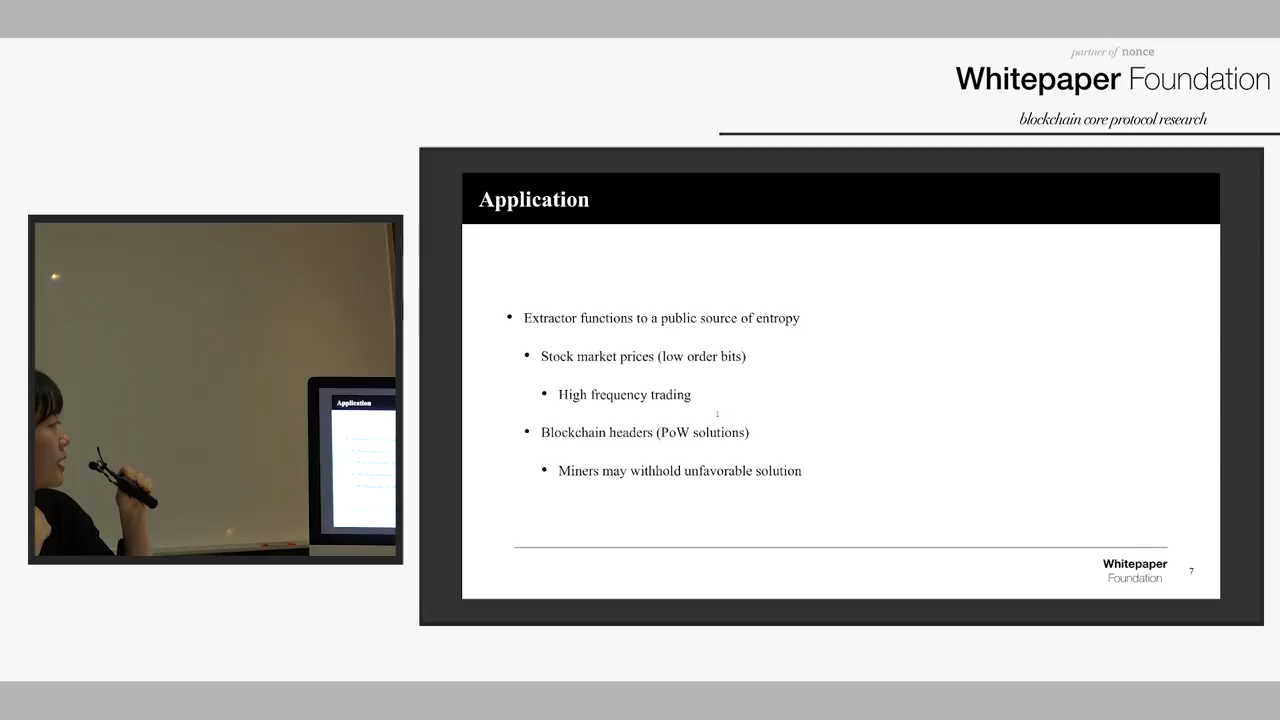 partner of nonce
Whitepaper Foundation
blockchain core protocol research
Application
• Extractor functions to a public source of entropy
• Stock market prices (low order bits)
• High frequency trading
• Blockchain headers (PoW solutions)
• Miners may withhold unfavorable solution
Whitepaper
Foundation
7
Application